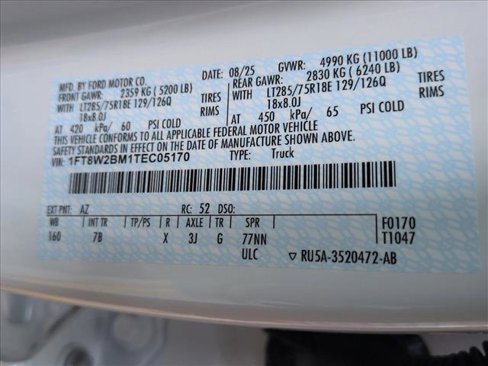 MFD. BY FORD MOTOR CO. DATE: 08/25 GVWR: 4990 KG (11000 LB)
FRONT GAWR: 2359 KG (5200 LB) REAR GAWR: 2830 KG (6240 LB)
WITH LT285/75R18E 129/126Q TIRES WITH LT285/75R18E 129/126Q TIRES
18x8.0J RIMS 18x8.0J RIMS
AT 420 kPa/ 60 PSI COLD AT 450 kPa/ 65 PSI COLD
THIS VEHICLE CONFORMS TO ALL APPLICABLE FEDERAL MOTOR VEHICLE
SAFETY STANDARDS IN EFFECT ON THE DATE OF MANUFACTURE SHOWN ABOVE.
VIN: 1FT8W2BM1TEC05170 TYPE: Truck
EXT PNT: AZ RC: 52 DSO:
WB INT TR TP/PS R AXLE TR SPR F0170
160 7B X 3J G 77NN T1047
ULC ▽ RU5A-3520472-AB